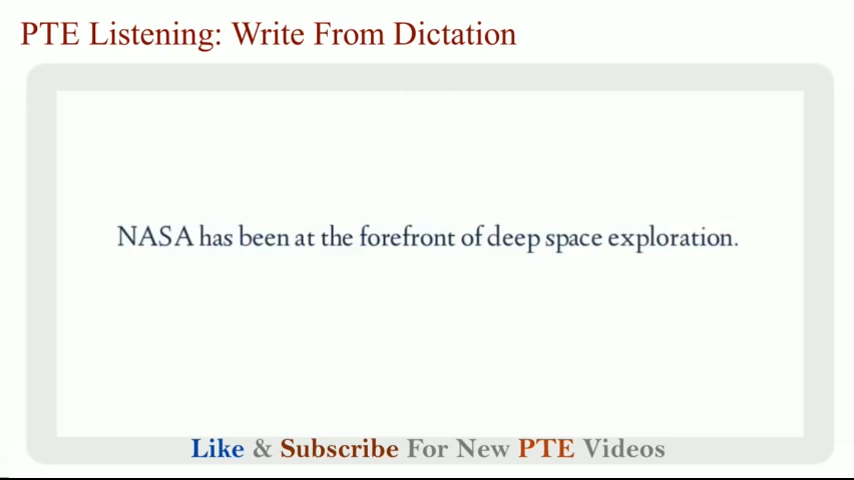 PTE Listening: Write From Dictation
NASA has been at the forefront of deep space exploration.
Like & Subscribe For New PTE Videos